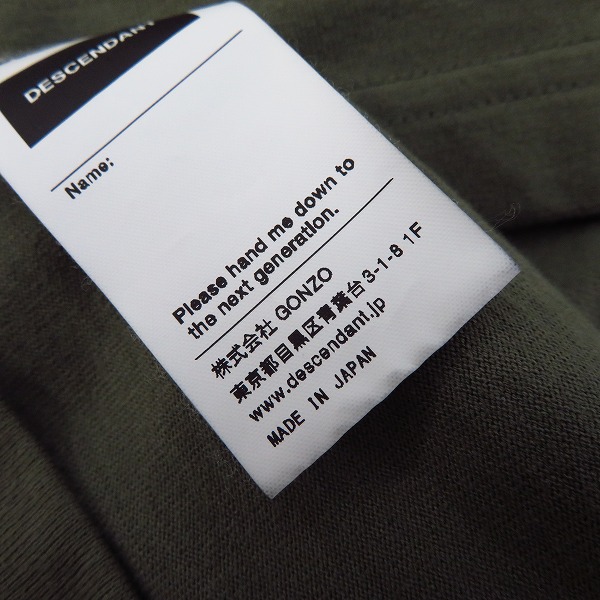 DESCENDANT
Name:
Please hand me down to
the next generation.
株式会社 GONZO
東京都目黒区青葉台3-1-8 1F
www.descendant.jp
MADE IN JAPAN